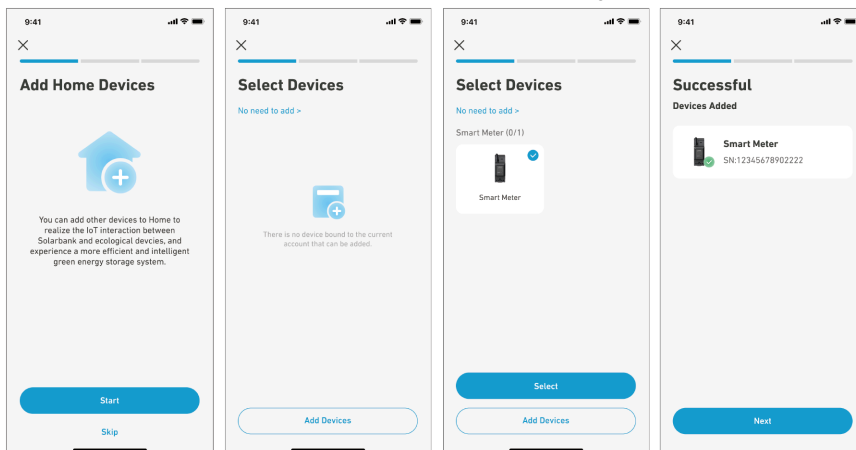 9:41
Add Home Devices
You can add other devices to Home to
realize the IoT interaction between
Solarbank and ecological devcies, and
experience a more efficient and intelligent
green energy storage system.
Start
Skip
9:41
Select Devices
No need to add >
There is no device bound to the current
account that can be added.
Add Devices
9:41
Select Devices
No need to add >
Smart Meter (0/1)
Smart Meter
Select
Add Devices
9:41
Successful
Devices Added
Smart Meter
SN:12345678902222
Next